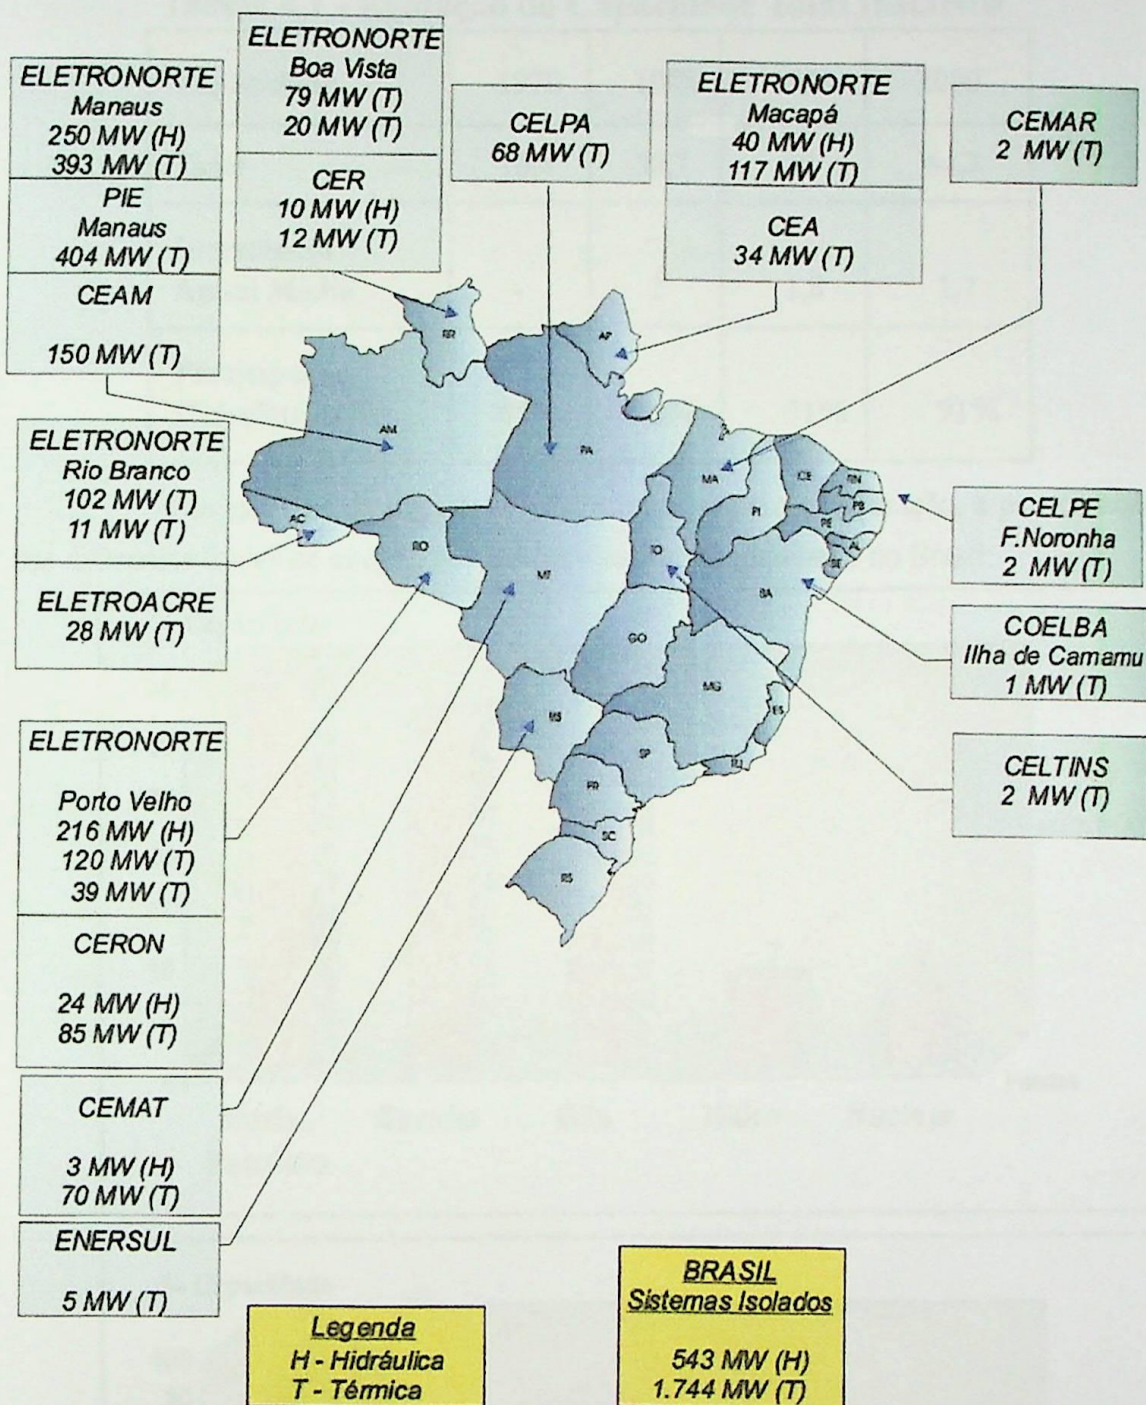 ELETRONORTE
Manaus
250 MW (H)
393 MW (T)
PIE
Manaus
404 MW (T)
CEAM
150 MW (T)
ELETRONORTE
Boa Vista
79 MW (T)
20 MW (T)
CER
10 MW (H)
12 MW (T)
CELPA
68 MW (T)
ELETRONORTE
Macapá
40 MW (H)
117 MW (T)
CEA
34 MW (T)
CEMAR
2 MW (T)
ELETRONORTE
Rio Branco
102 MW (T)
11 MW (T)
ELETROACRE
28 MW (T)
ELETRONORTE
Porto Velho
216 MW (H)
120 MW (T)
39 MW (T)
CERON
24 MW (H)
85 MW (T)
CEMAT
3 MW (H)
70 MW (T)
ENERSUL
5 MW (T)
RR
AP
AM
PA
MA
CE
RN
PB
PI
PE
AL
SE
AC
RO
MT
TO
BA
GO
MG
ES
MS
SP
RJ
PR
SC
RS
CELPE
F.Noronha
2 MW (T)
COELBA
Ilha de Camamu
1 MW (T)
CELTINS
2 MW (T)
Legenda
H - Hidráulica
T - Térmica
BRASIL
Sistemas Isolados
543 MW (H)
1.744 MW (T)